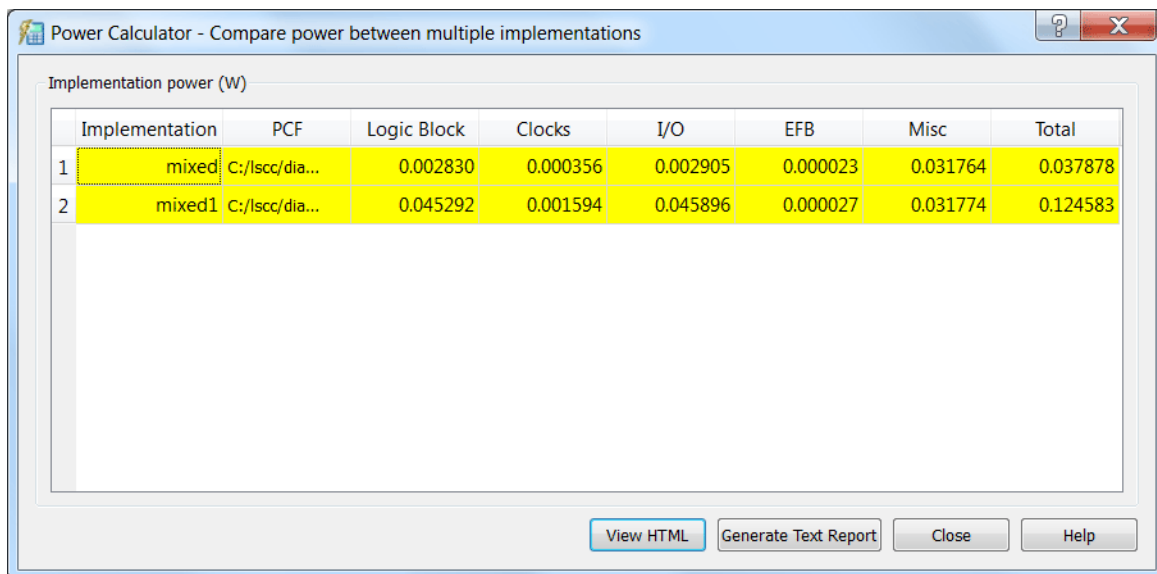 Power Calculator - Compare power between multiple implementations
Implementation power (W)
Implementation PCF Logic Block Clocks I/O EFB Misc Total
1 mixed C:/lscc/dia... 0.002830 0.000356 0.002905 0.000023 0.031764 0.037878
2 mixed1 C:/lscc/dia... 0.045292 0.001594 0.045896 0.000027 0.031774 0.124583
View HTML Generate Text Report Close Help